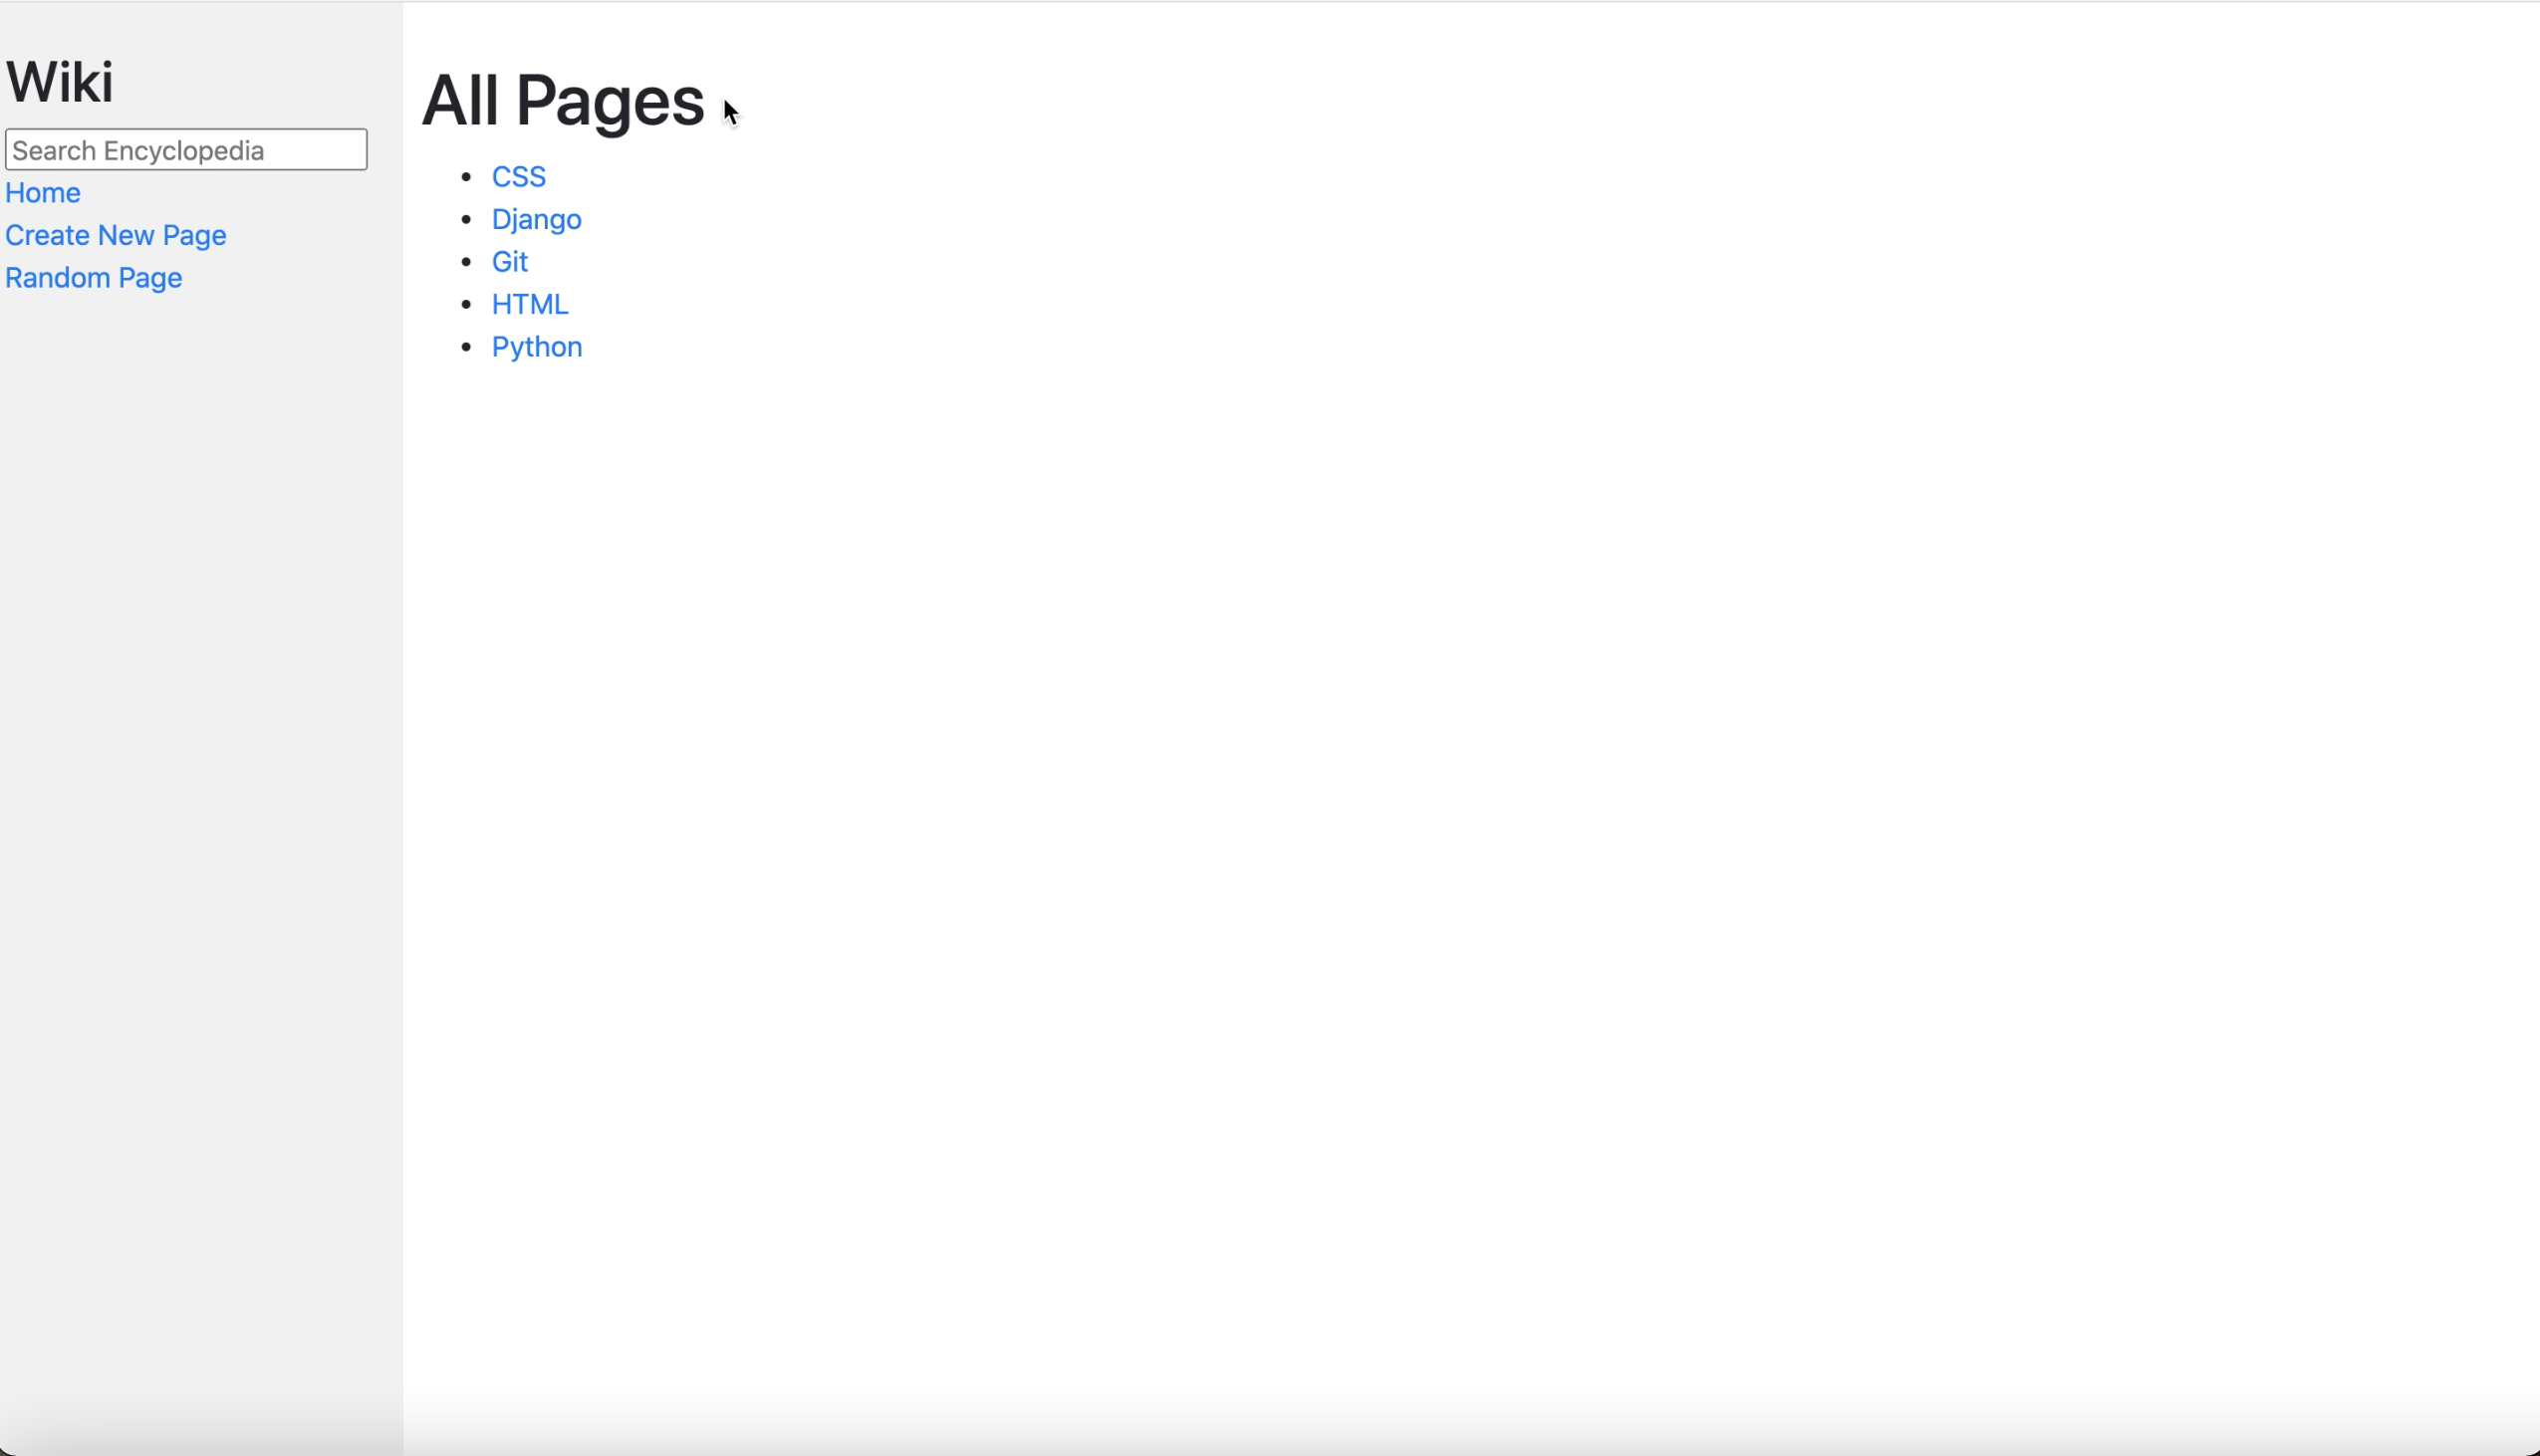 Wiki
Search Encyclopedia
Home
Create New Page
Random Page
All Pages
CSS
Django
Git
HTML
Python